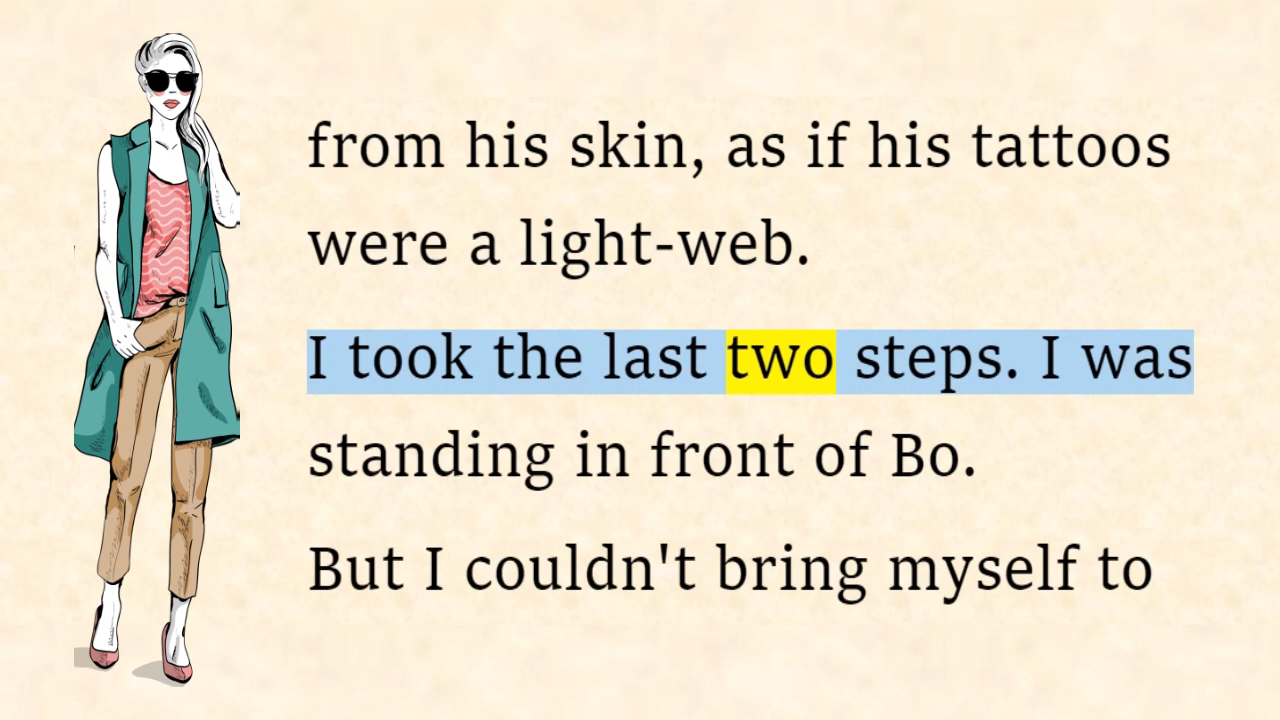 from his skin, as if his tattoos
were a light-web.
I took the last two steps. I was
standing in front of Bo.
But I couldn't bring myself to